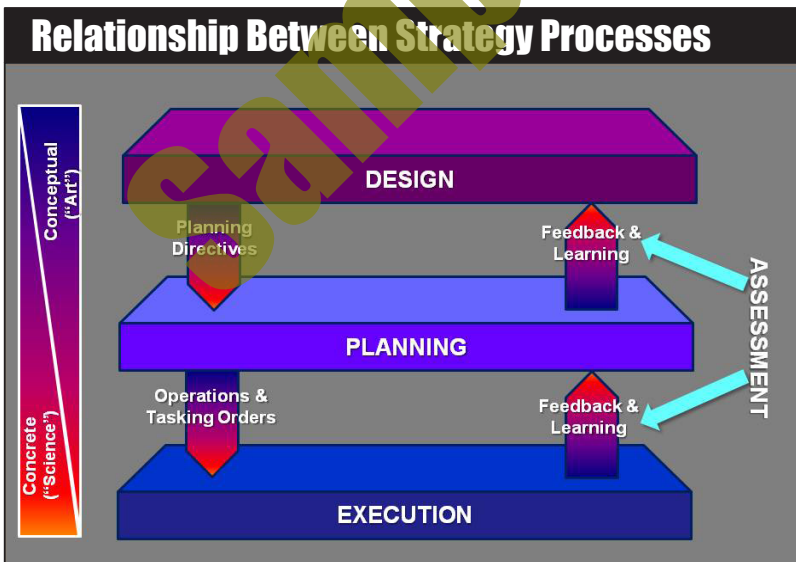 Relationship Between Strategy Processes
Conceptual
("Art")
Concrete
("Science")
DESIGN
Planning
Directives
Feedback &
Learning
PLANNING
Operations &
Tasking Orders
Feedback &
Learning
EXECUTION
ASSESSMENT